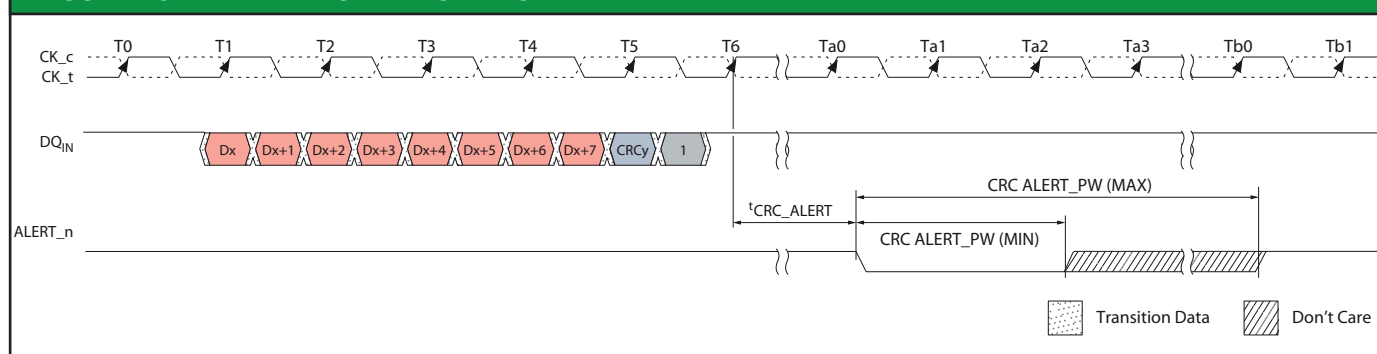 T0 T1 T2 T3 T4 T5 T6 Ta0 Ta1 Ta2 Ta3 Tb0 Tb1
CK_c
CK_t
DQIN
Dx Dx+1 Dx+2 Dx+3 Dx+4 Dx+5 Dx+6 Dx+7 CRCy 1
CRC ALERT_PW (MAX)
tCRC_ALERT
CRC ALERT_PW (MIN)
ALERT_n
Transition Data
Don't Care